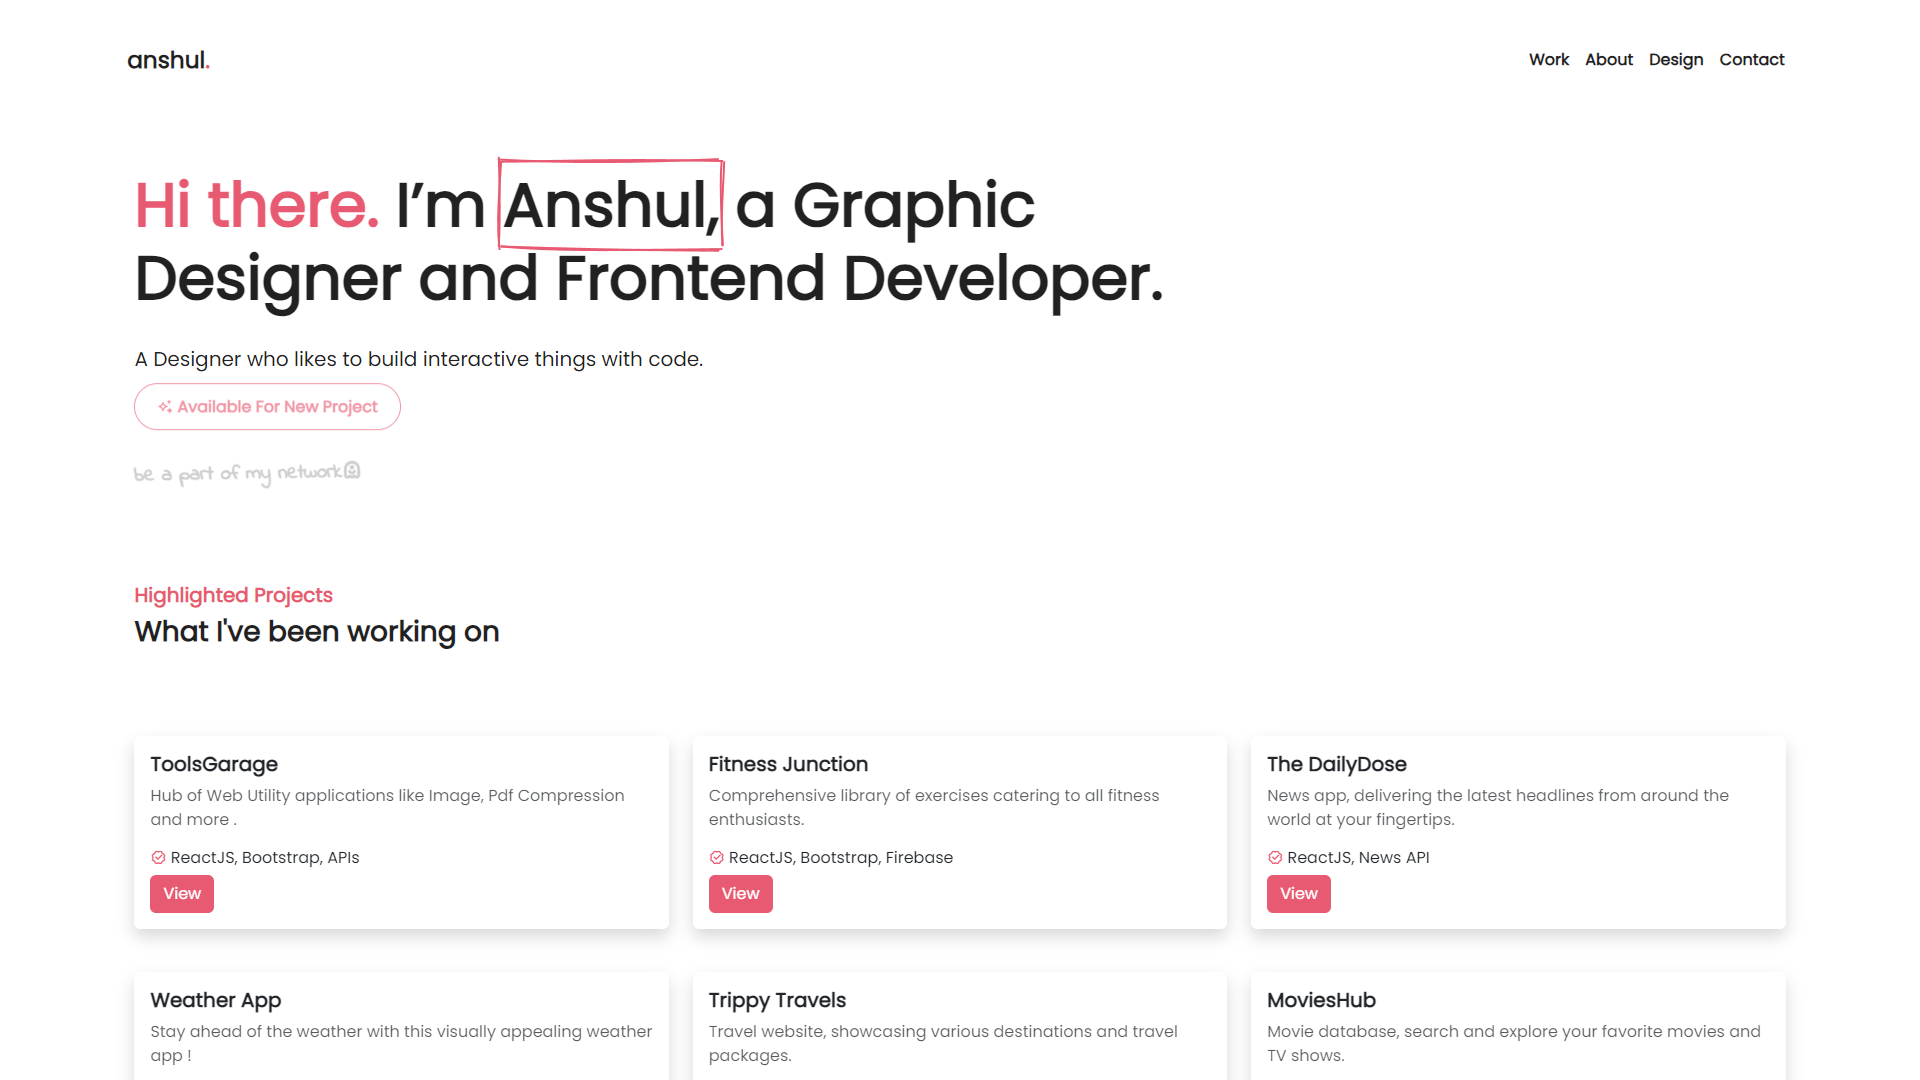 anshul.
Work About Design Contact
Hi there. I’m Anshul, a Graphic
Designer and Frontend Developer.
A Designer who likes to build interactive things with code.
Available For New Project
be a part of my network
Highlighted Projects
What I've been working on
ToolsGarage
Hub of Web Utility applications like Image, Pdf Compression
and more .
ReactJS, Bootstrap, APIs
View
Fitness Junction
Comprehensive library of exercises catering to all fitness
enthusiasts.
ReactJS, Bootstrap, Firebase
View
The DailyDose
News app, delivering the latest headlines from around the
world at your fingertips.
ReactJS, News API
View
Weather App
Stay ahead of the weather with this visually appealing weather
app !
Trippy Travels
Travel website, showcasing various destinations and travel
packages.
MoviesHub
Movie database, search and explore your favorite movies and
TV shows.